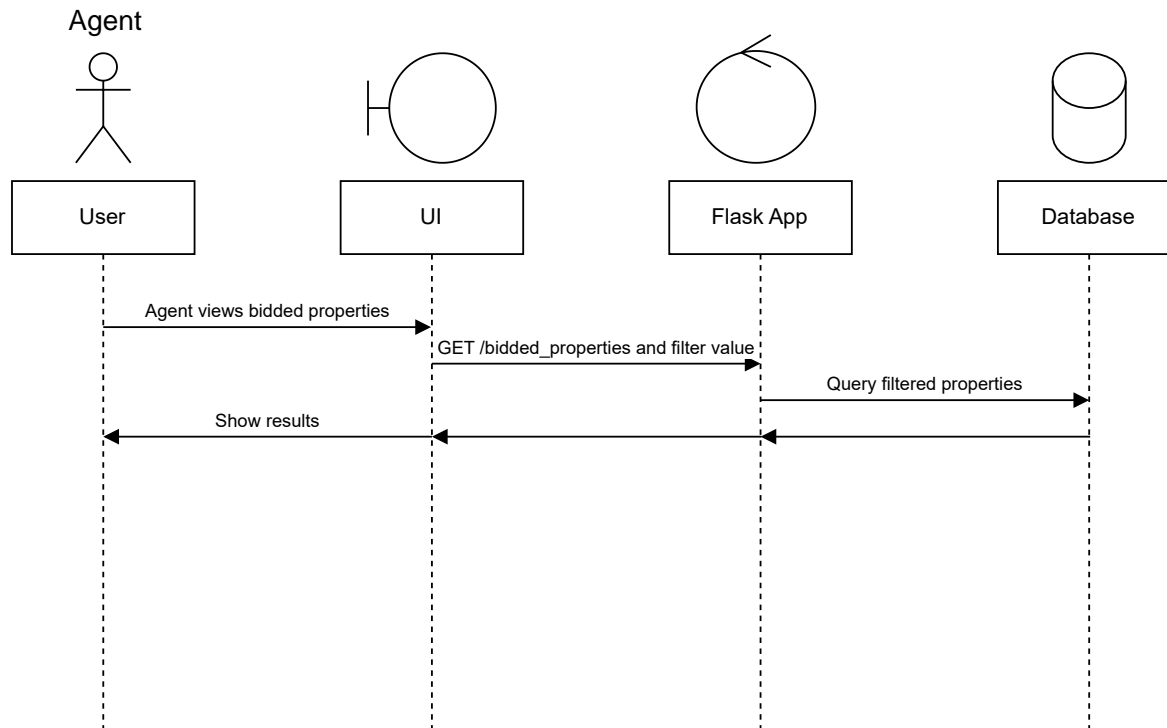 Agent
User
UI
Flask App
Database
Agent views bidded properties
GET /bidded_properties and filter value
Query filtered properties
Show results